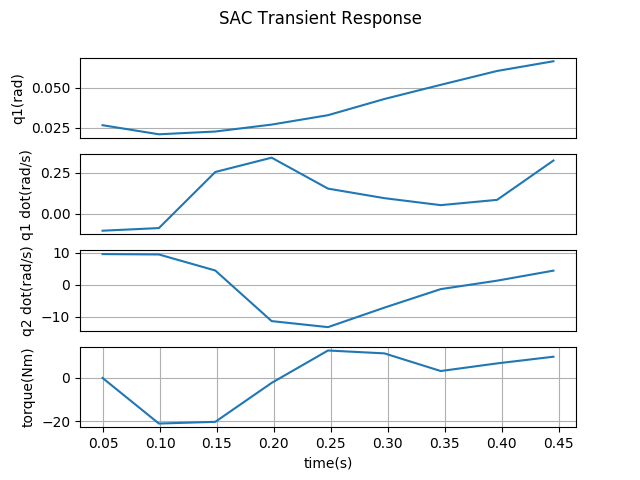 SAC Transient Response
q1(rad)
0.050
0.025
q1 dot(rad/s)
0.25
0.00
q2 dot(rad/s)
10
0
−10
torque(Nm)
0
−20
0.05 0.10 0.15 0.20 0.25 0.30 0.35 0.40 0.45
time(s)